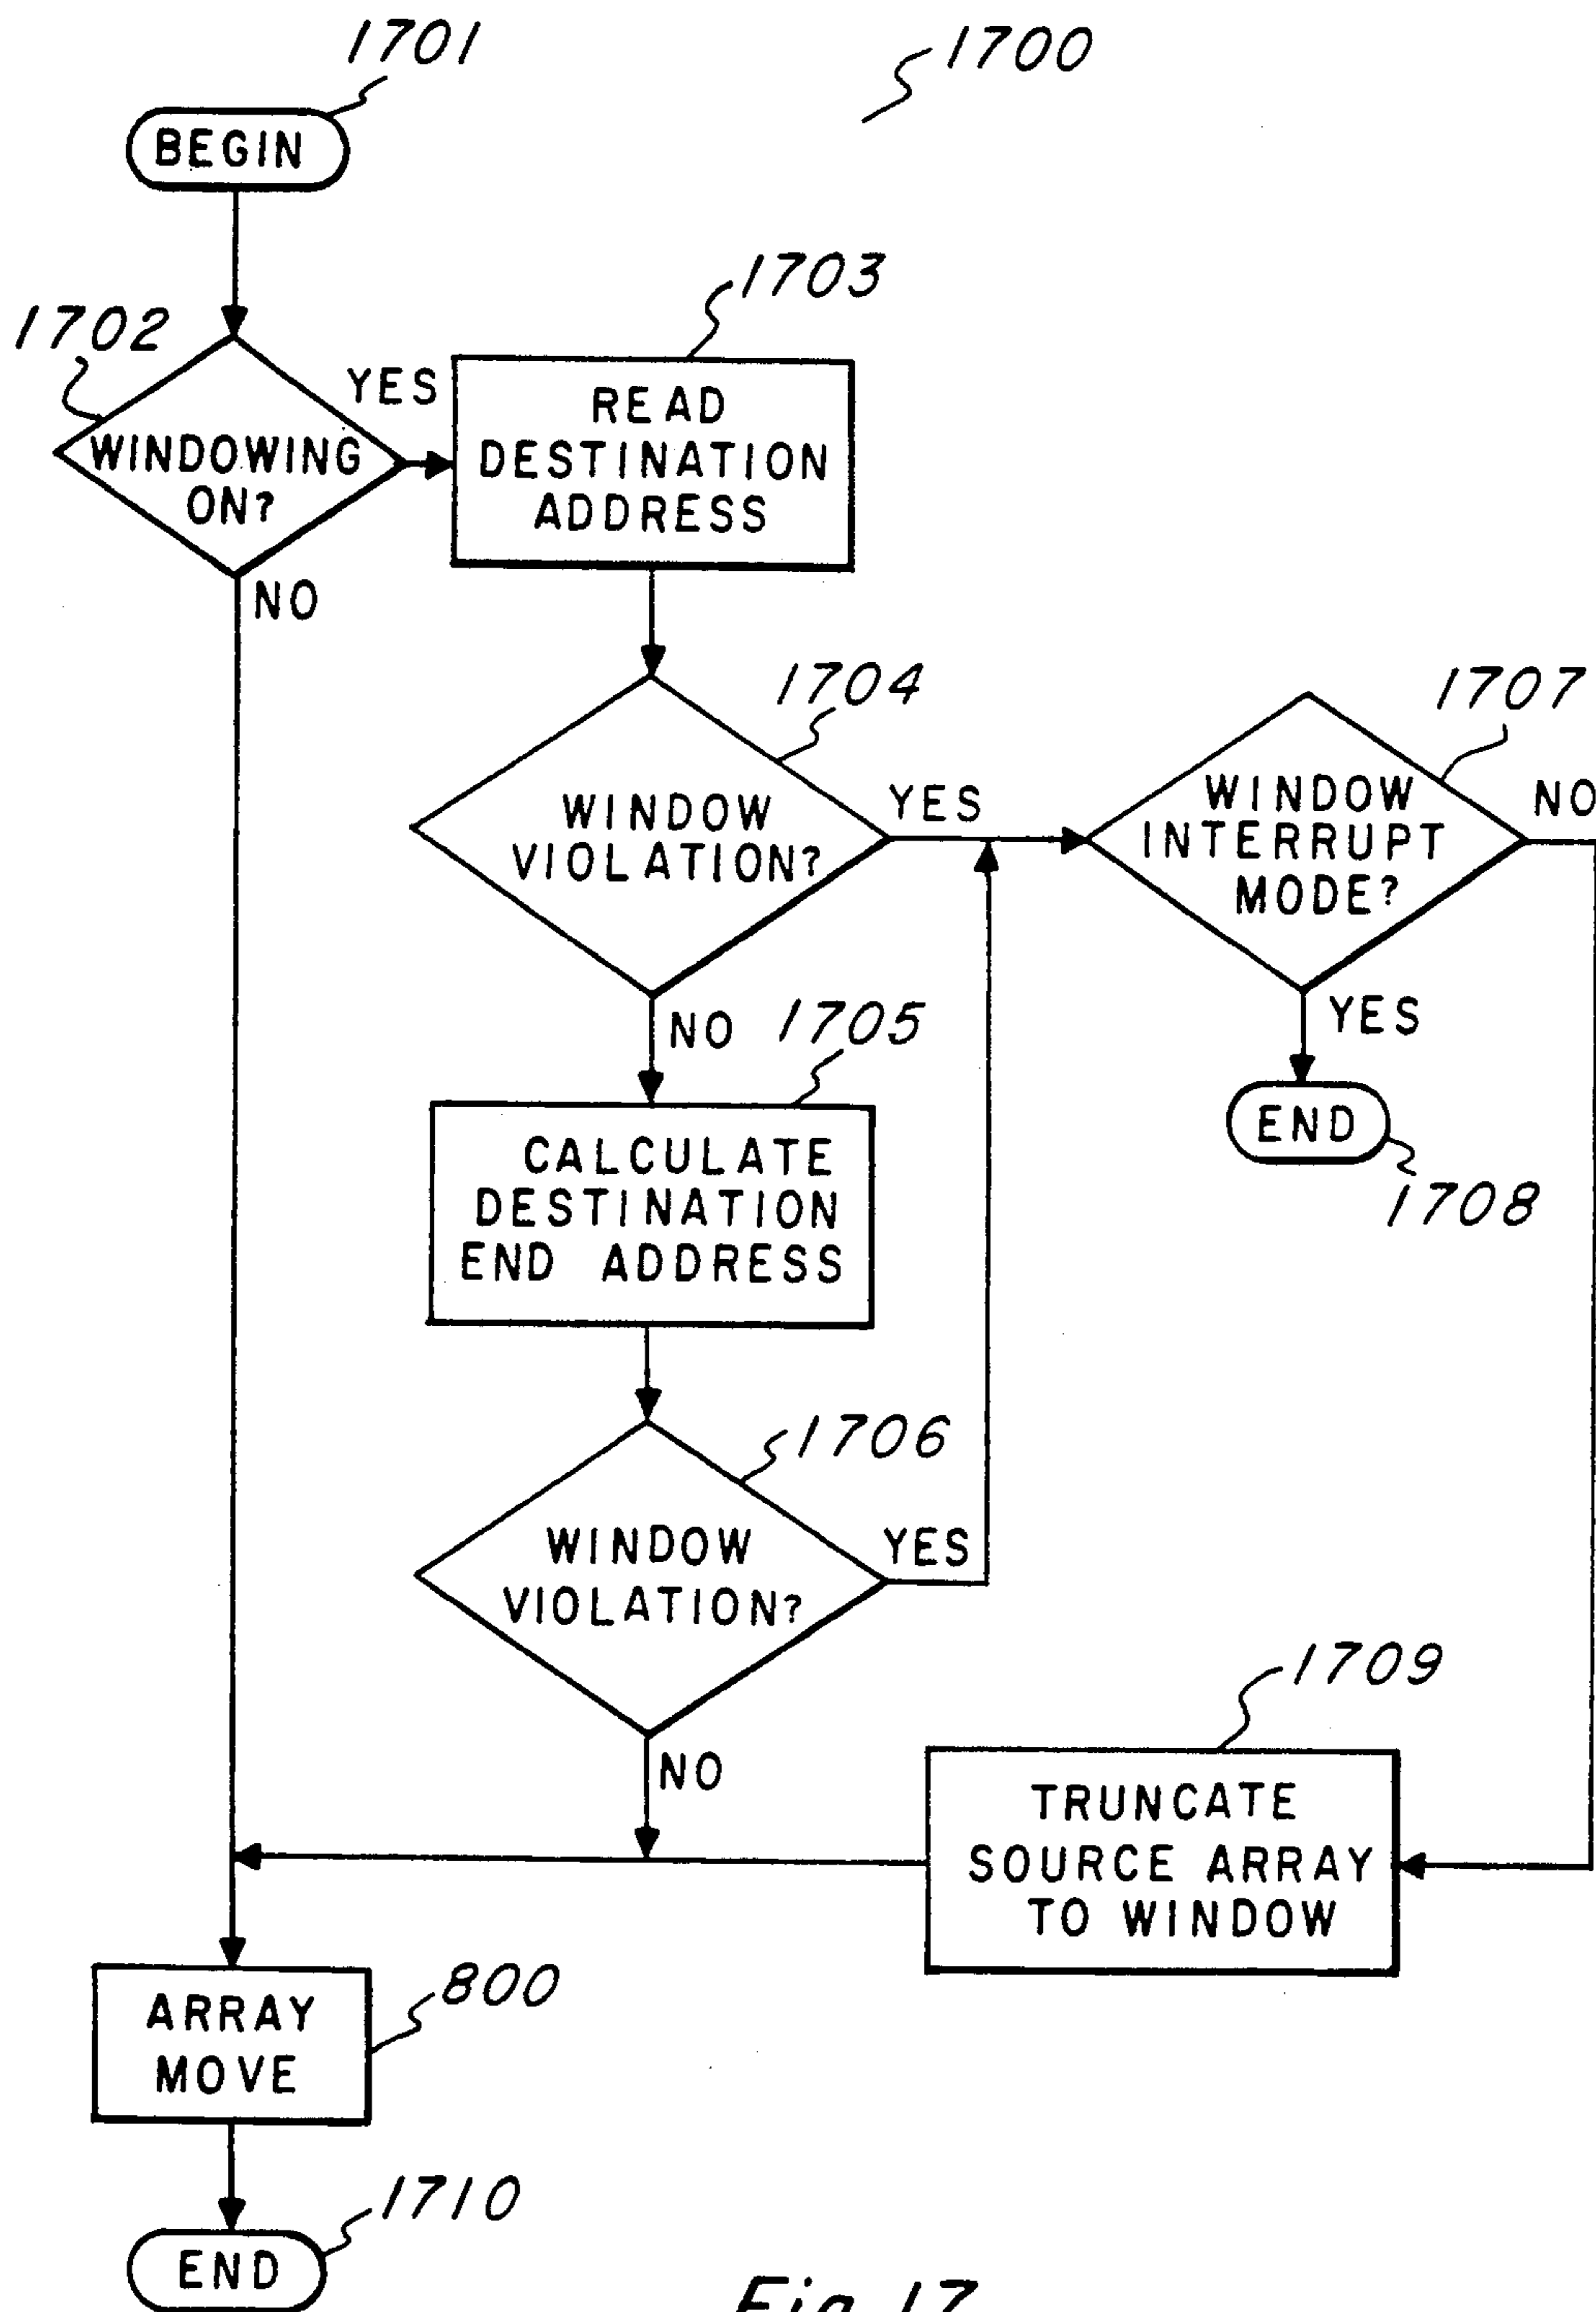 1701
1700
BEGIN
1703
1702
YES
READ
DESTINATION
ADDRESS
WINDOWING
ON?
NO
1704
1707
WINDOW
VIOLATION?
YES
WINDOW
INTERRUPT
MODE?
NO
NO
1705
YES
CALCULATE
DESTINATION
END ADDRESS
END
1708
1706
WINDOW
VIOLATION?
YES
1709
NO
TRUNCATE
SOURCE ARRAY
TO WINDOW
800
ARRAY
MOVE
1710
END
Fig. 17